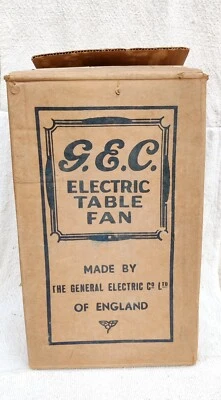 G.E.C.
ELECTRIC
TABLE
FAN
MADE BY
THE GENERAL ELECTRIC Co LTD
OF ENGLAND